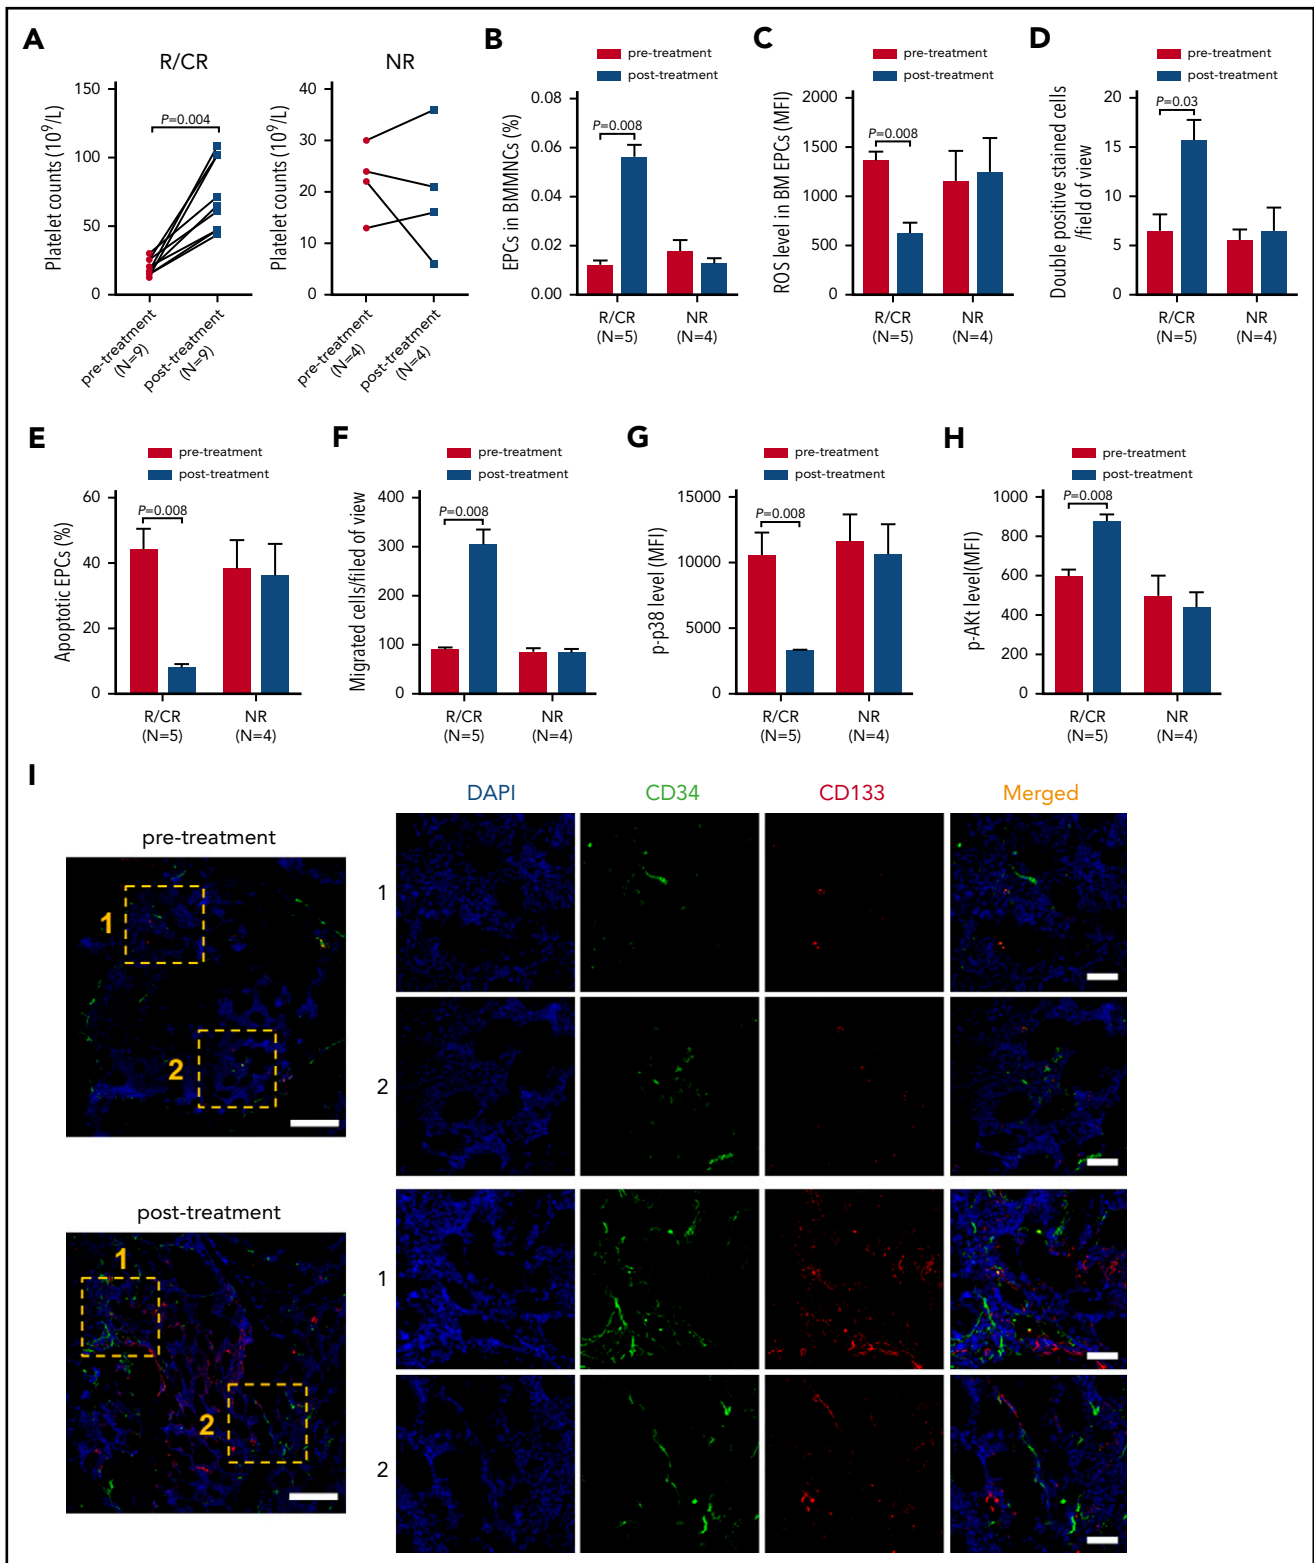 A
R/CR
NR
Platelet counts (10⁹/L)
150
100
50
0
P=0.004
pre-treatment
(N=9)
post-treatment
(N=9)
Platelet counts (10⁹/L)
40
30
20
10
0
pre-treatment
(N=4)
post-treatment
(N=4)
B
pre-treatment
post-treatment
EPCs in BMMNCs (%)
0.08
0.06
0.04
0.02
0.00
P=0.008
R/CR
(N=5)
NR
(N=4)
C
pre-treatment
post-treatment
ROS level in BM EPCs (MFI)
2000
1500
1000
500
0
P=0.008
R/CR
(N=5)
NR
(N=4)
D
pre-treatment
post-treatment
Double positive stained cells
/field of view
20
15
10
5
0
P=0.03
R/CR
(N=5)
NR
(N=4)
E
pre-treatment
post-treatment
Apoptotic EPCs (%)
60
40
20
0
P=0.008
R/CR
(N=5)
NR
(N=4)
F
pre-treatment
post-treatment
Migrated cells/filed of view
400
300
200
100
0
P=0.008
R/CR
(N=5)
NR
(N=4)
G
pre-treatment
post-treatment
p-p38 level (MFI)
15000
10000
5000
0
P=0.008
R/CR
(N=5)
NR
(N=4)
H
pre-treatment
post-treatment
p-AKt level(MFI)
1000
800
600
400
200
0
P=0.008
R/CR
(N=5)
NR
(N=4)
I
DAPI
CD34
CD133
Merged
pre-treatment
1
2
1
2
post-treatment
1
2
1
2